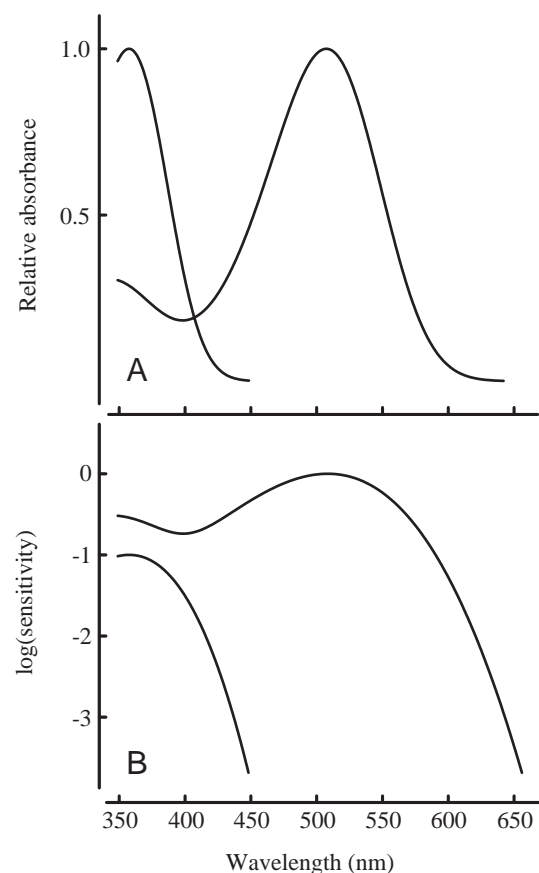 1.0
Relative absorbance
0.5
A
0
-1
log(sensitivity)
-2
-3
B
350 400 450 500 550 600 650
Wavelength (nm)